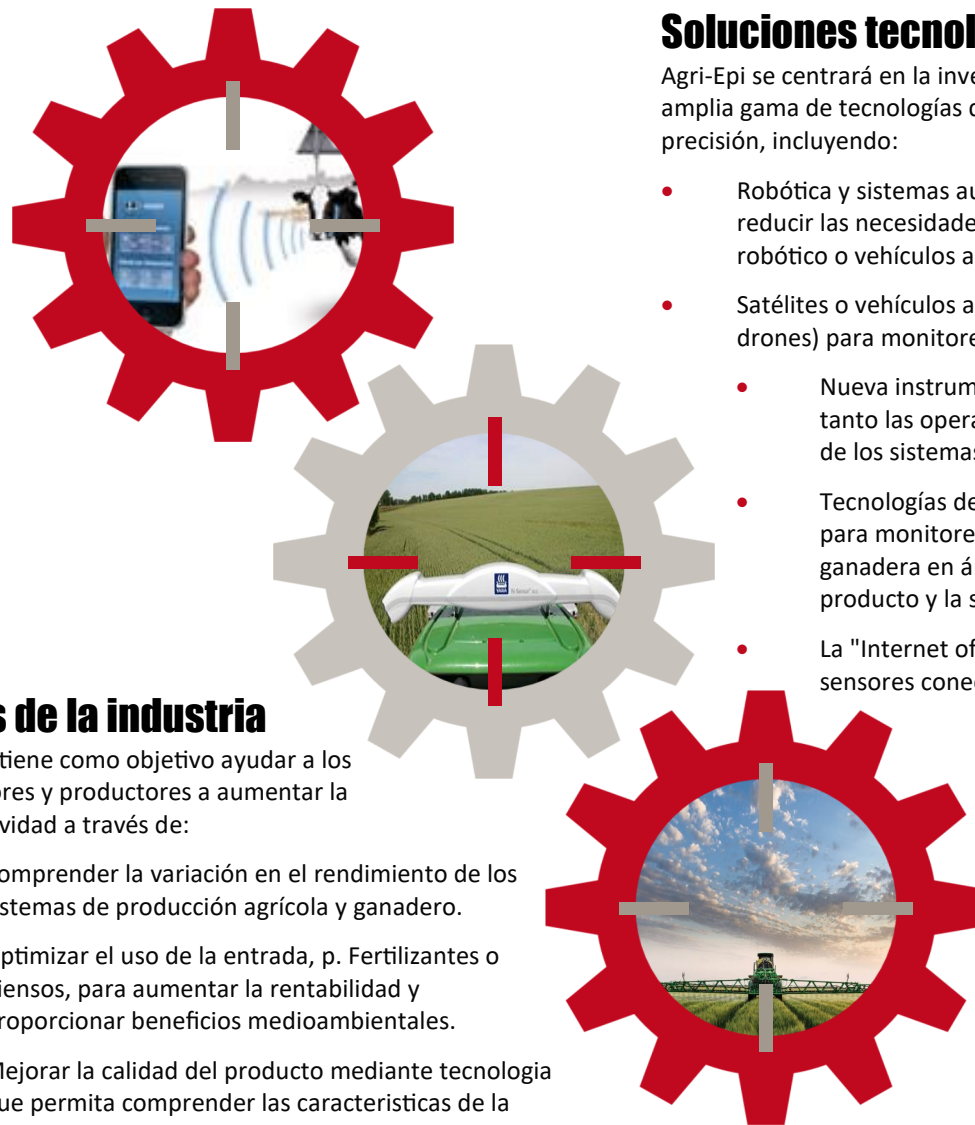 Soluciones tecnol
Agri-Epi se centrará en la inve
amplia gama de tecnologías d
precisión, incluyendo:
• Robótica y sistemas au
reducir las necesidade
robótico o vehículos a
• Satélites o vehículos a
drones) para monitore
• Nueva instrum
tanto las opera
de los sistemas
• Tecnologías de
para monitore
ganadera en á
producto y la s
• La "Internet of
sensores cone
s de la industria
tiene como objetivo ayudar a los
ores y productores a aumentar la
vidad a través de:
omprender la variación en el rendimiento de los
istemas de producción agrícola y ganadero.
ptimizar el uso de la entrada, p. Fertilizantes o
iensos, para aumentar la rentabilidad y
roporcionar beneficios medioambientales.
Mejorar la calidad del producto mediante tecnologia
ue permita comprender las caracteristicas de la
YARA